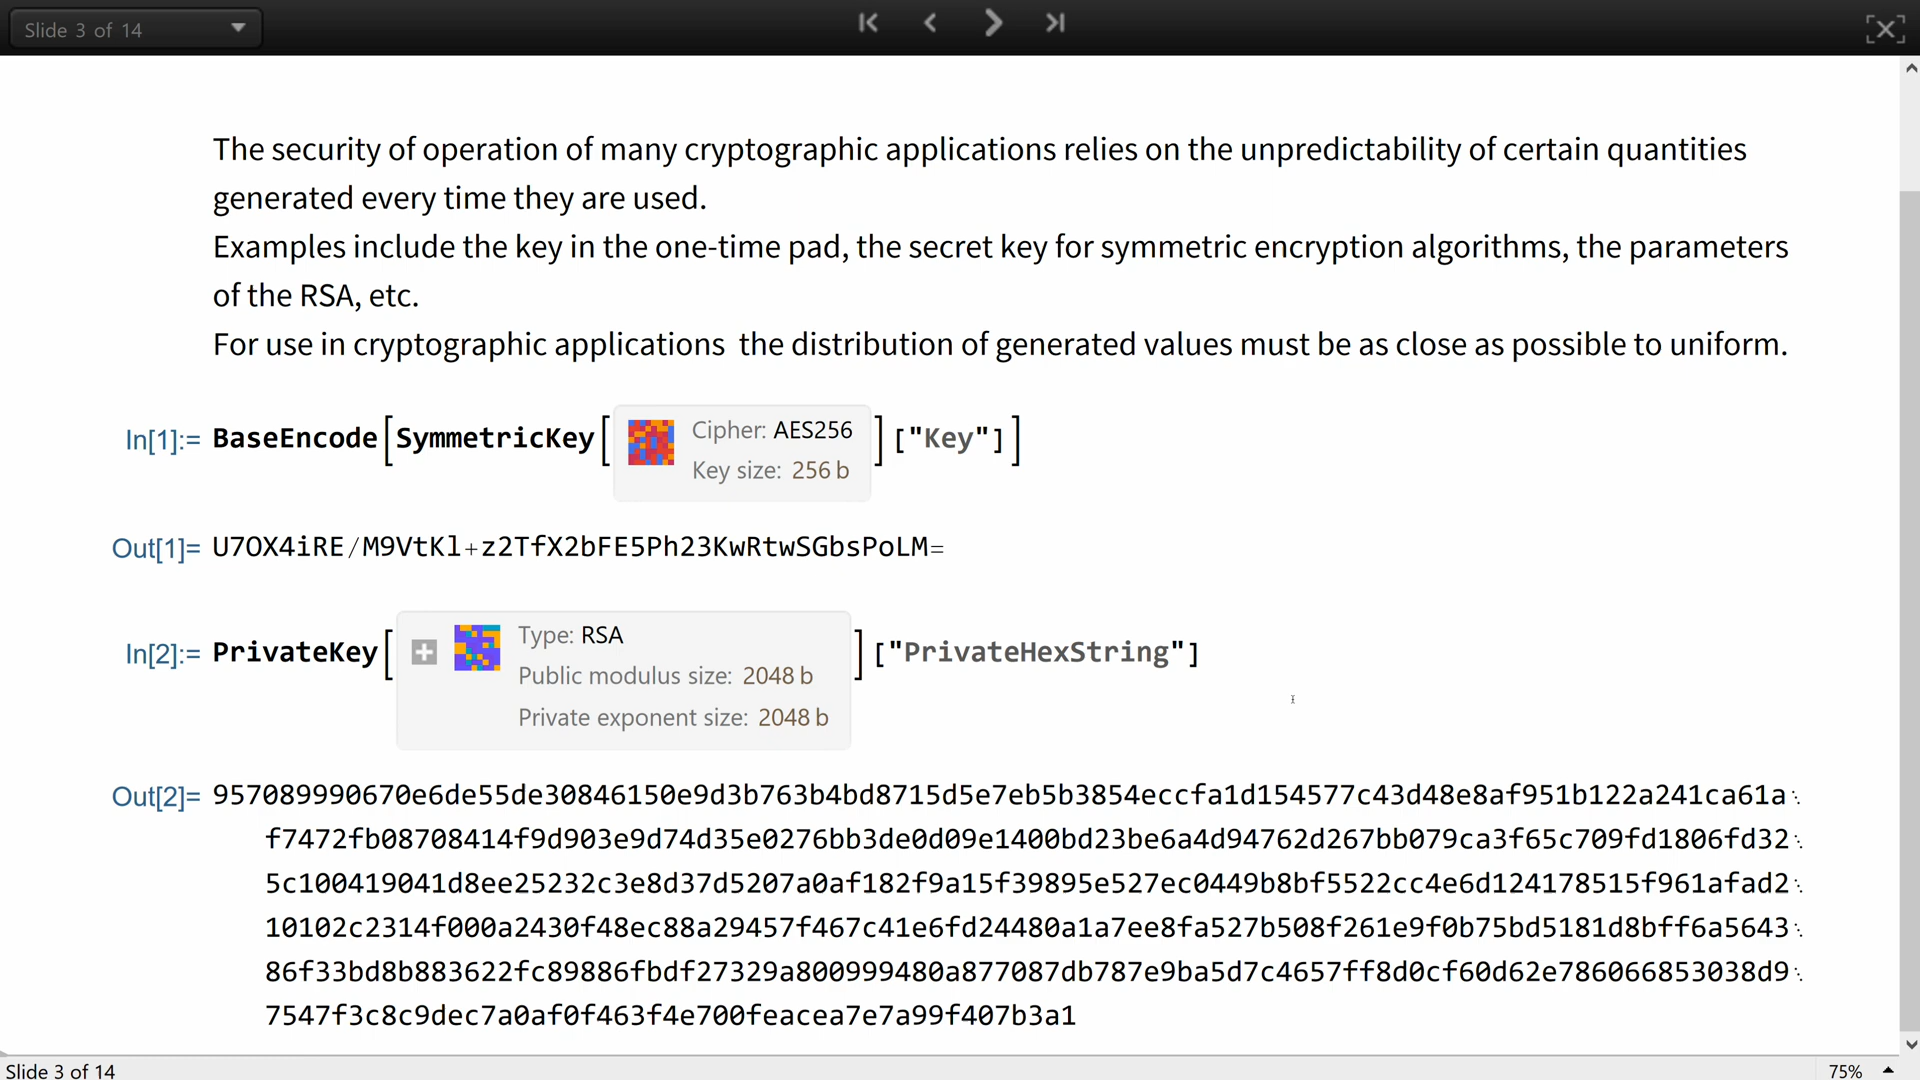 Slide 3 of 14
The security of operation of many cryptographic applications relies on the unpredictability of certain quantities
generated every time they are used.
Examples include the key in the one-time pad, the secret key for symmetric encryption algorithms, the parameters
of the RSA, etc.
For use in cryptographic applications  the distribution of generated values must be as close as possible to uniform.
In[1]:= BaseEncode[SymmetricKey[ Cipher: AES256
Key size: 256 b ]["Key"]]
Out[1]= U7OX4iRE/M9VtKl+z2TfX2bFE5Ph23KwRtwSGbsPoLM=
In[2]:= PrivateKey[ Type: RSA
Public modulus size: 2048 b
Private exponent size: 2048 b ]["PrivateHexString"]
Out[2]= 957089990670e6de55de30846150e9d3b763b4bd8715d5e7eb5b3854eccfa1d154577c43d48e8af951b122a241ca61a
f7472fb08708414f9d903e9d74d35e0276bb3de0d09e1400bd23be6a4d94762d267bb079ca3f65c709fd1806fd32
5c100419041d8ee25232c3e8d37d5207a0af182f9a15f39895e527ec0449b8bf5522cc4e6d124178515f961afad2
10102c2314f000a2430f48ec88a29457f467c41e6fd24480a1a7ee8fa527b508f261e9f0b75bd5181d8bff6a5643
86f33bd8b883622fc89886fbdf27329a800999480a877087db787e9ba5d7c4657ff8d0cf60d62e786066853038d9
7547f3c8c9dec7a0af0f463f4e700feacea7e7a99f407b3a1
Slide 3 of 14
75%